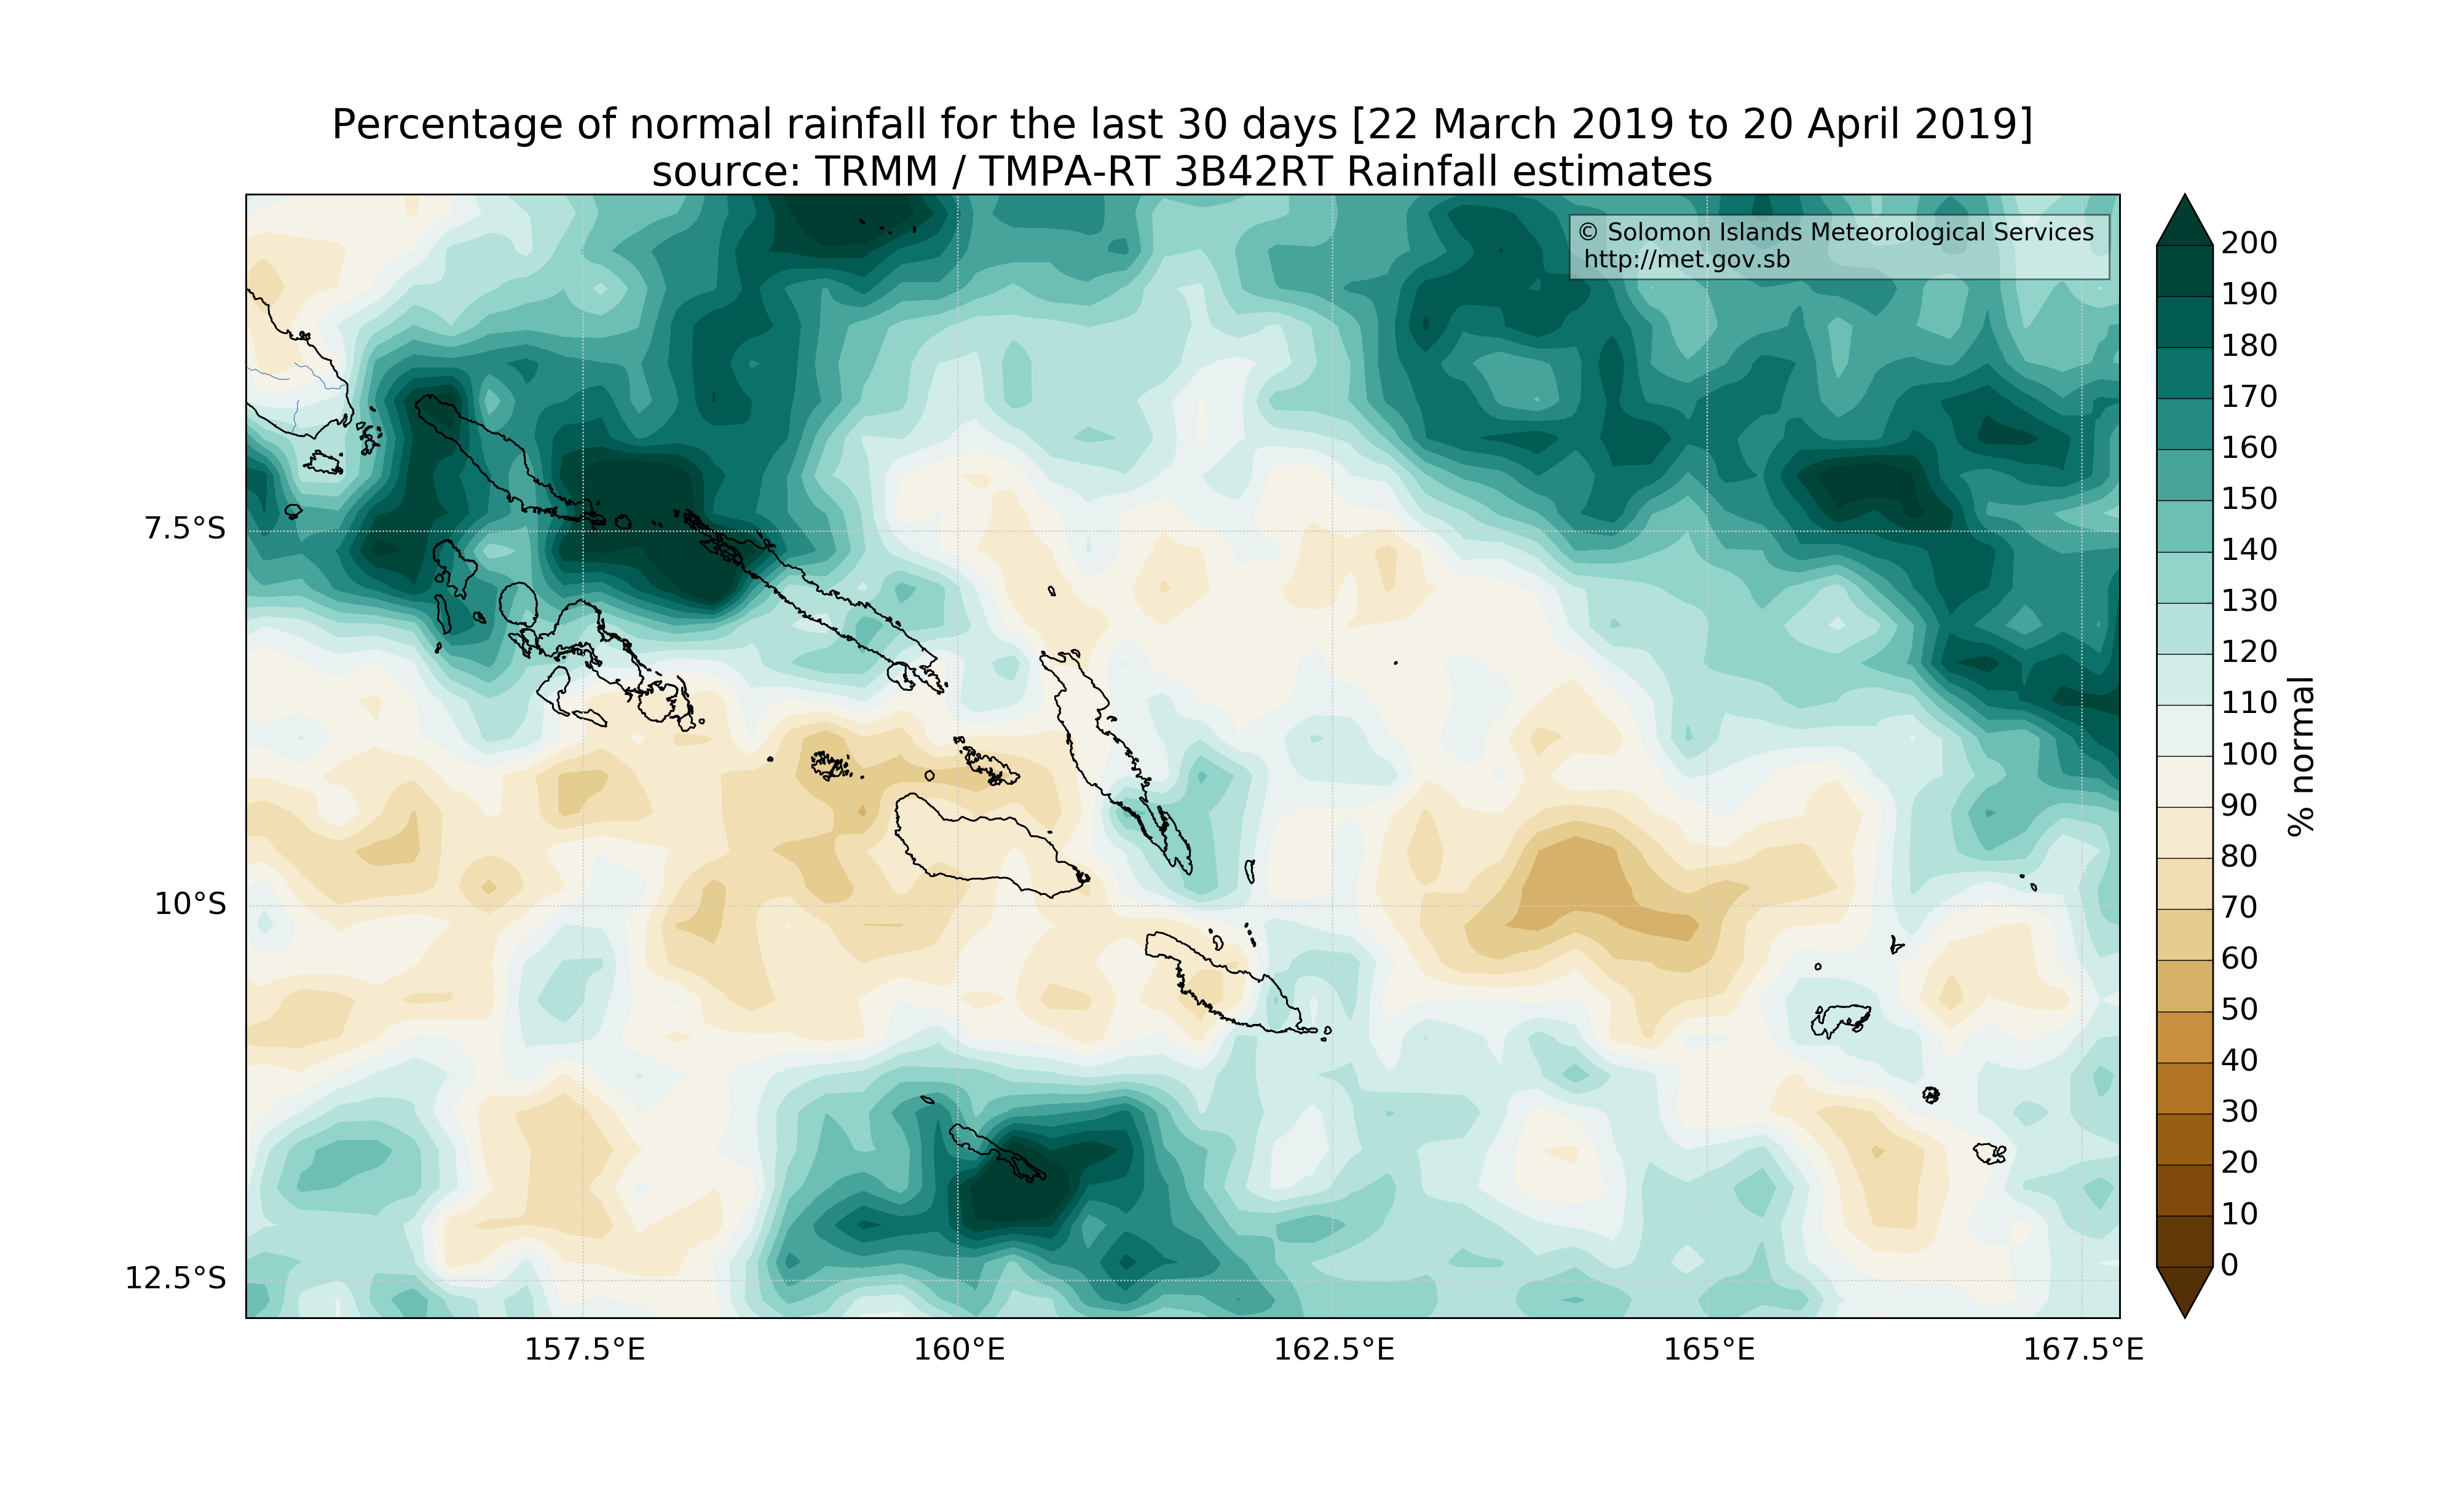 Percentage of normal rainfall for the last 30 days [22 March 2019 to 20 April 2019]
source: TRMM / TMPA-RT 3B42RT Rainfall estimates
© Solomon Islands Meteorological Services
http://met.gov.sb
7.5°S
10°S
12.5°S
157.5°E
160°E
162.5°E
165°E
167.5°E
200
190
180
170
160
150
140
130
120
110
100
90
80
70
60
50
40
30
20
10
0
% normal